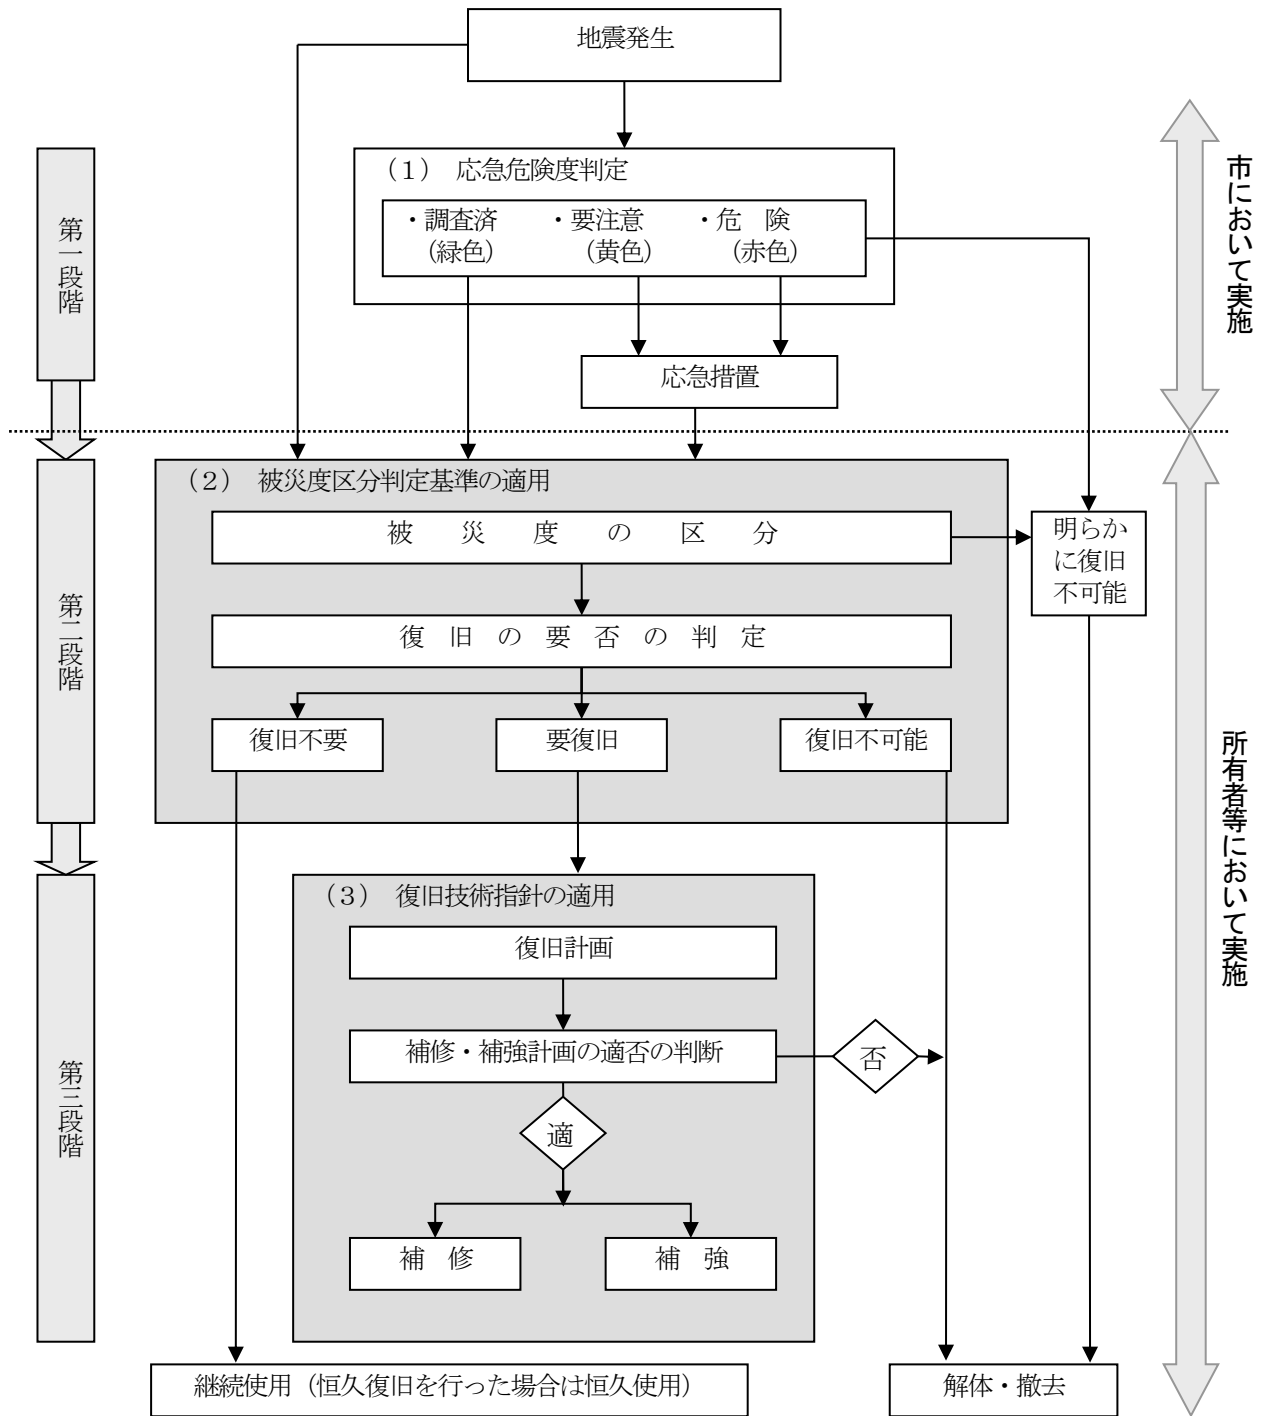 地震発生
(1) 応急危険度判定
・調査済
(緑色)
・要注意
(黄色)
・危 険
(赤色)
応急措置
第一段階
市において実施
(2) 被災度区分判定基準の適用
被 災 度 の 区 分
明らか
に復旧
不可能
復 旧 の 要 否 の 判 定
復旧不要
要復旧
復旧不可能
第二段階
所有者等において実施
(3) 復旧技術指針の適用
復旧計画
補修・補強計画の適否の判断
否
適
補 修
補 強
第三段階
継続使用(恒久復旧を行った場合は恒久使用)
解体・撤去